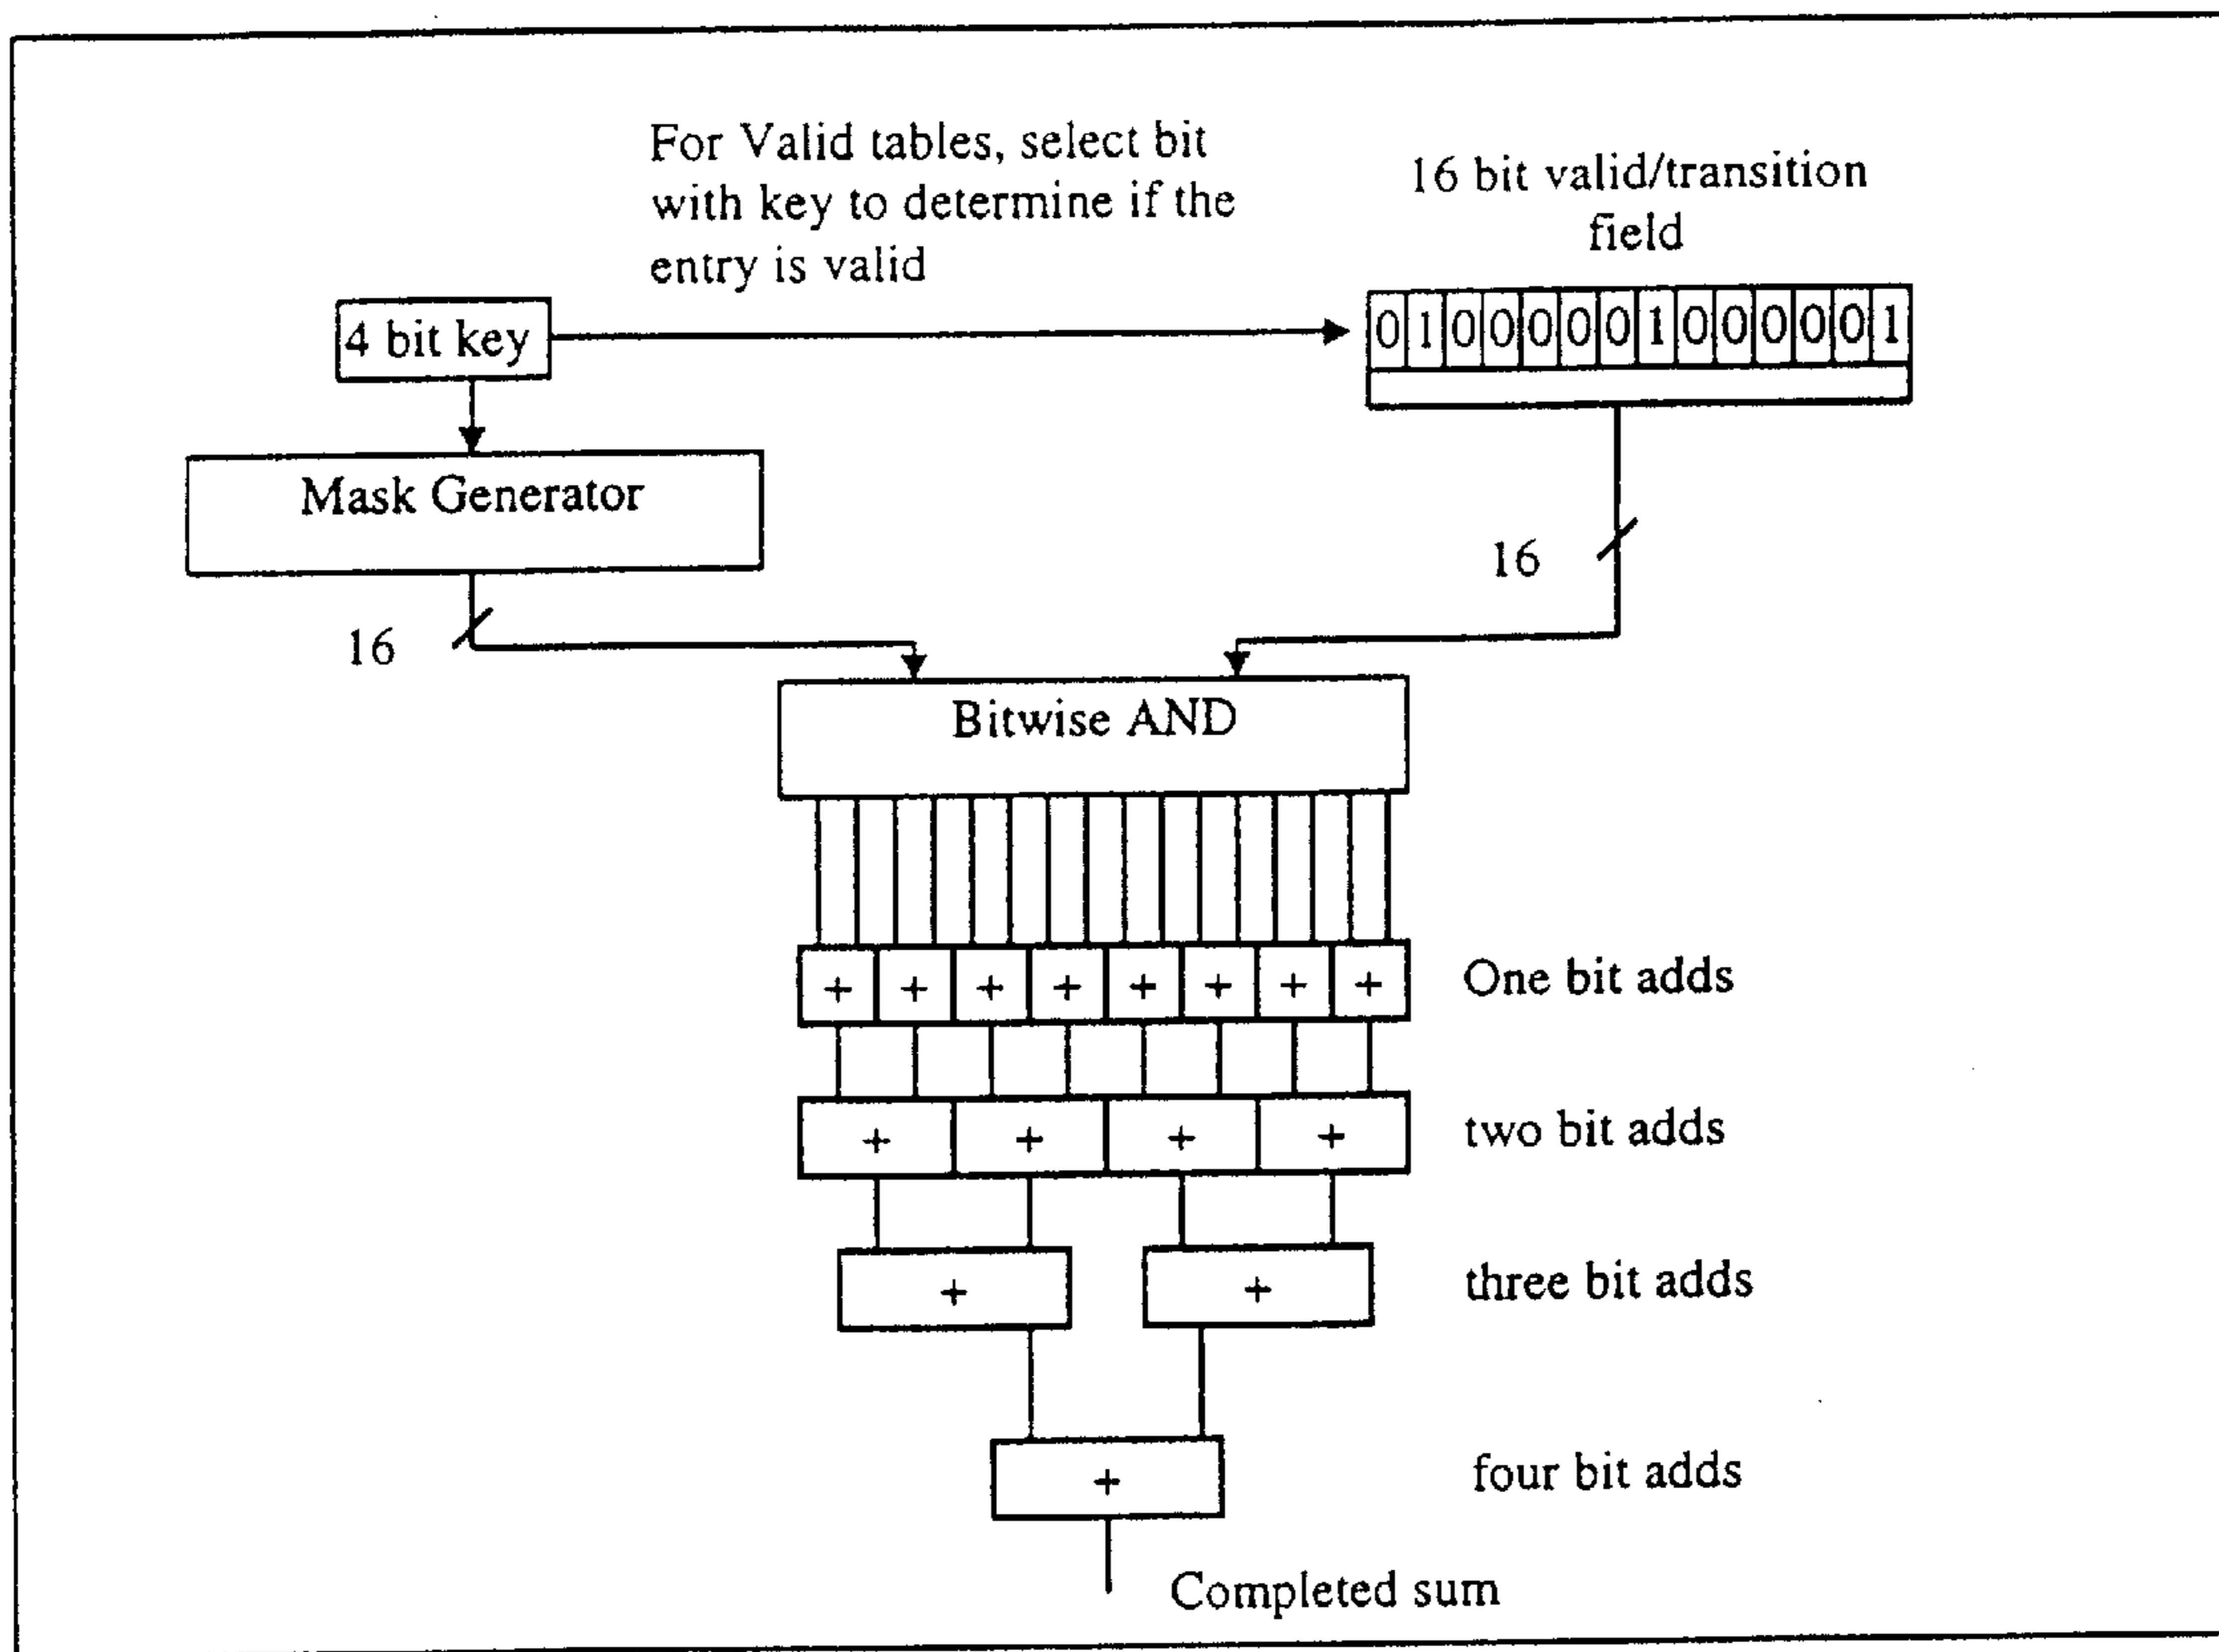 For Valid tables, select bit
with key to determine if the
entry is valid
16 bit valid/transition
field
4 bit key
0 1 0 0 0 0 0 1 0 0 0 0 0 1
Mask Generator
16
16
Bitwise AND
+ + + + + + + + One bit adds
+ + + + two bit adds
+ + three bit adds
+ four bit adds
Completed sum